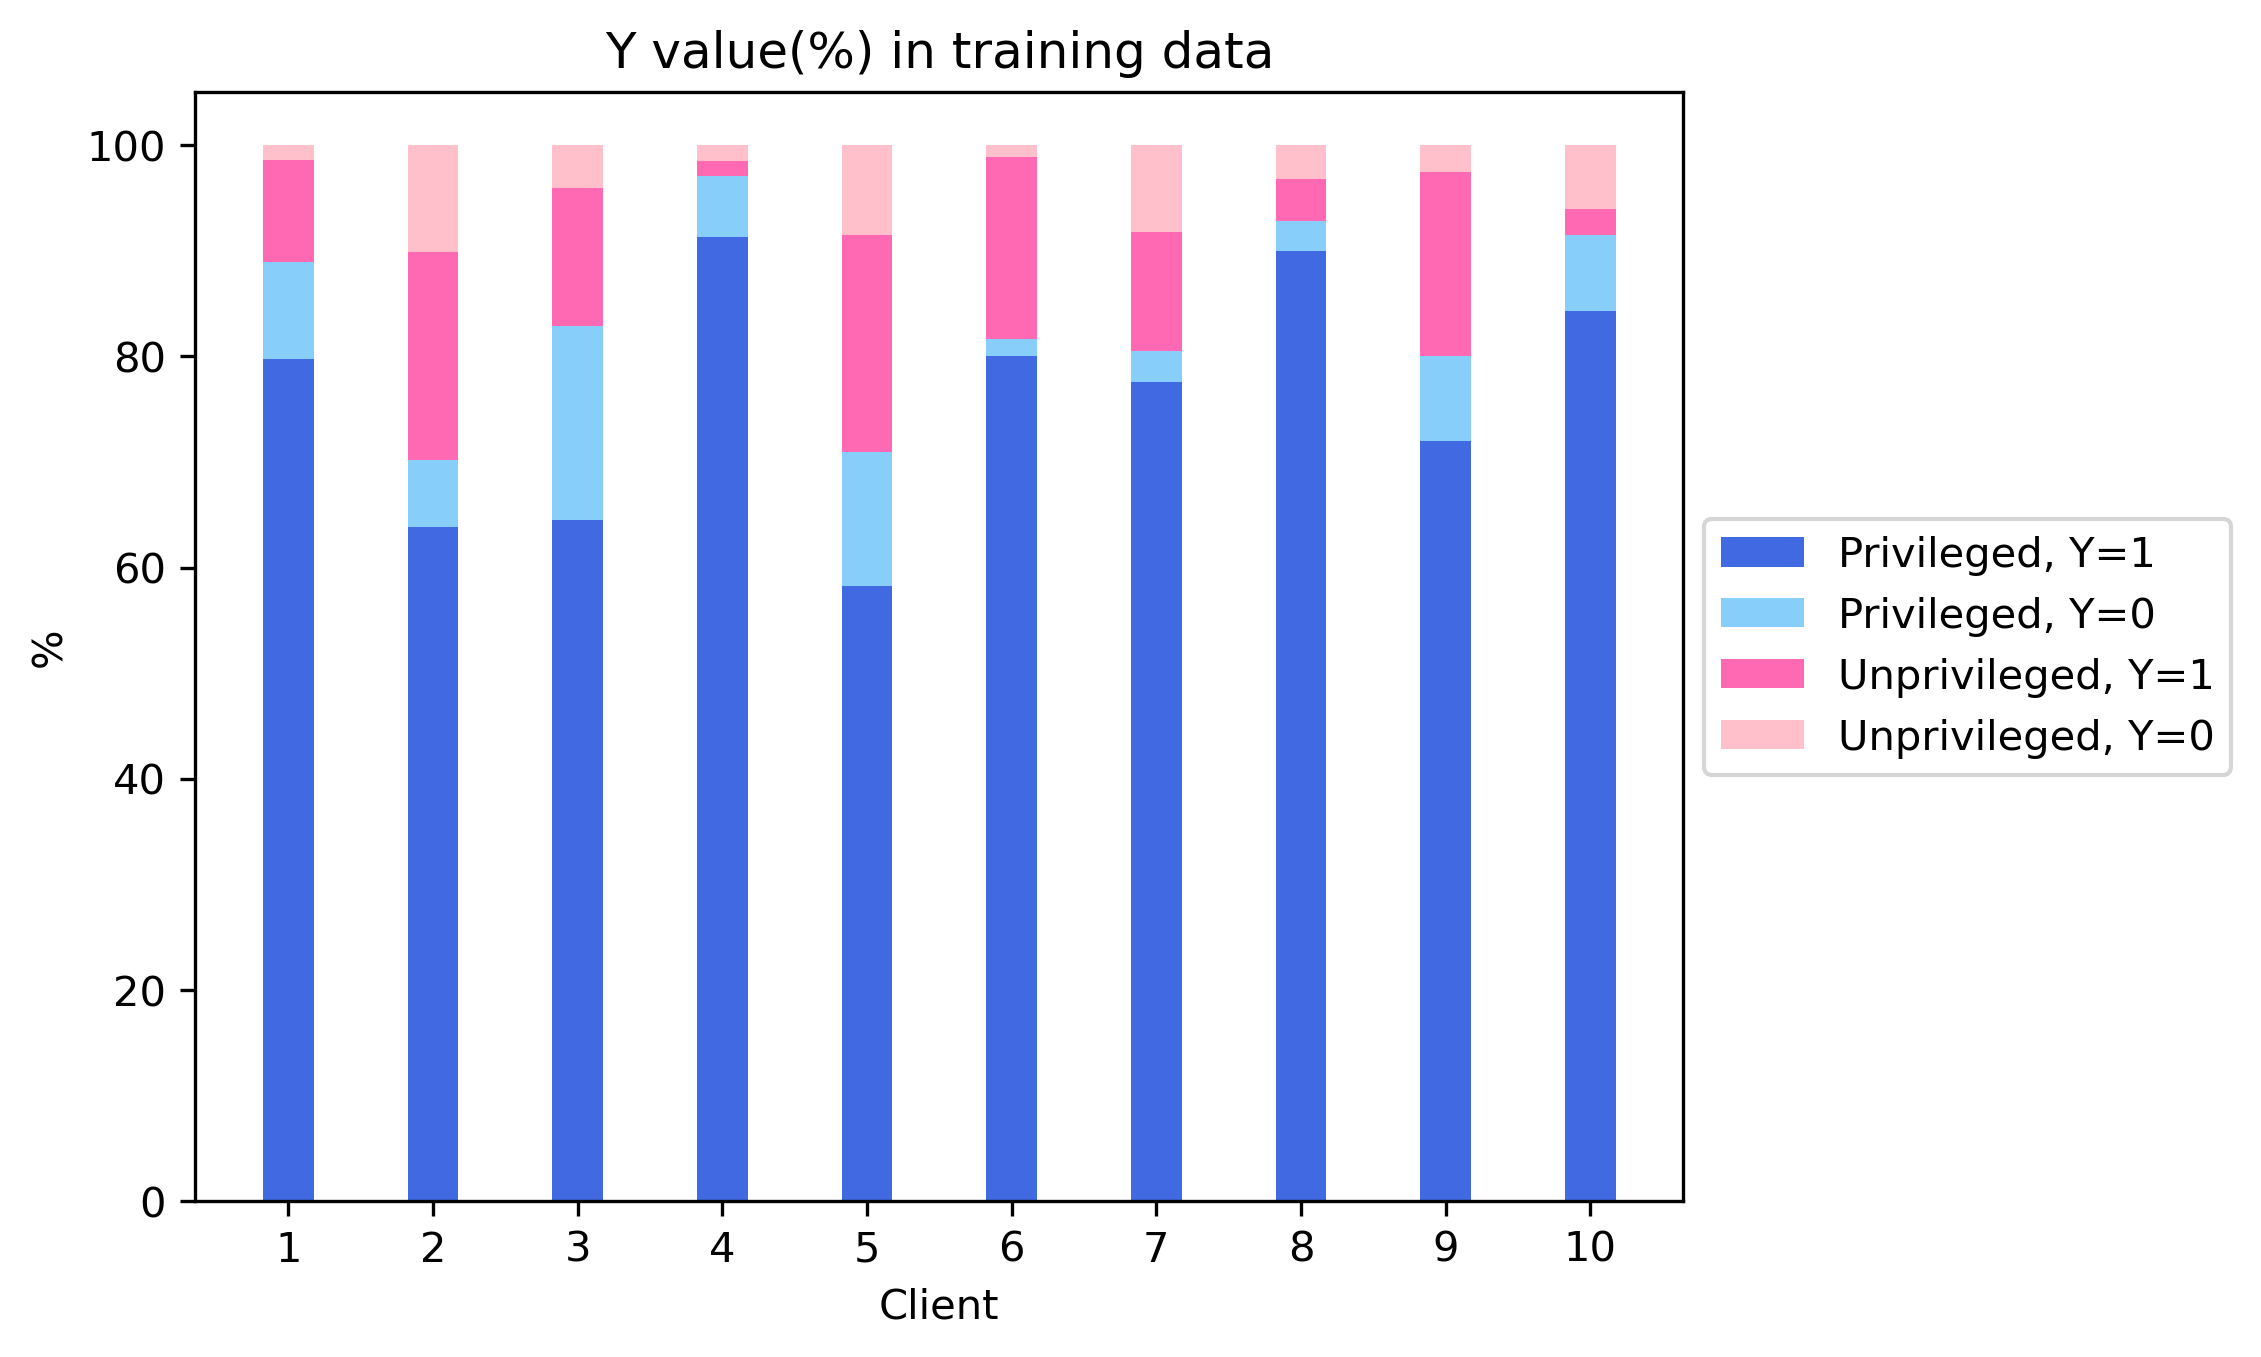 Y value(%) in training data
100
80
60
40
20
0
%
1 2 3 4 5 6 7 8 9 10
Client
Privileged, Y=1
Privileged, Y=0
Unprivileged, Y=1
Unprivileged, Y=0